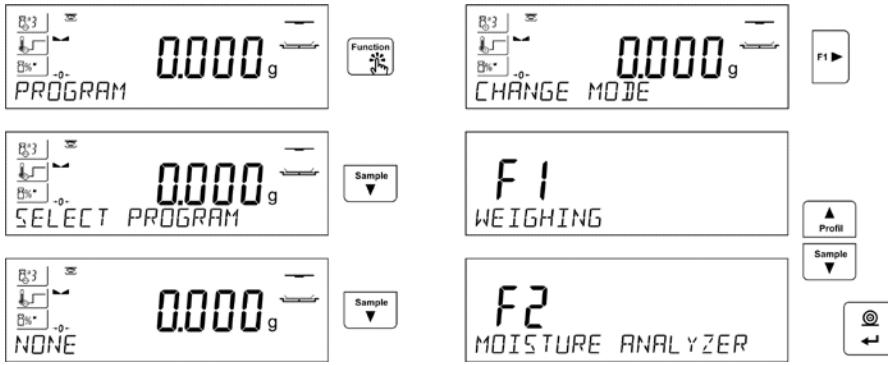 0.000 g
PROGRAM
Function
0.000 g
SELECT PROGRAM
Sample
0.000 g
NONE
Sample
0.000 g
CHANGE MODE
F1
F1
WEIGHING
Profil
Sample
F2
MOISTURE ANALYZER